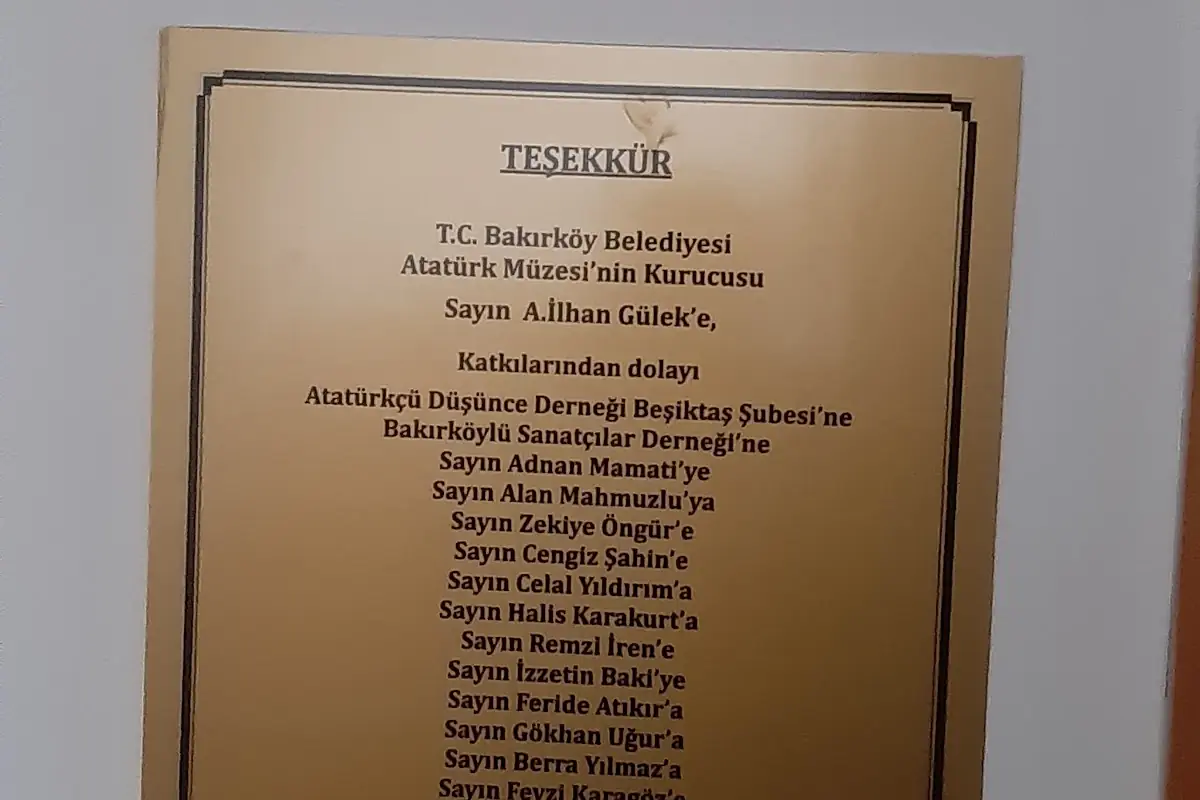 TEŞEKKÜR
T.C. Bakırköy Belediyesi
Atatürk Müzesi'nin Kurucusu
Sayın A.İlhan Gülek'e,
Katkılarından dolayı
Atatürkçü Düşünce Derneği Beşiktaş Şubesi'ne
Bakırköylü Sanatçılar Derneği'ne
Sayın Adnan Mamati'ye
Sayın Alan Mahmuzlu'ya
Sayın Zekiye Öngür'e
Sayın Cengiz Şahin'e
Sayın Celal Yıldırım'a
Sayın Halis Karakurt'a
Sayın Remzi İren'e
Sayın İzzetin Baki'ye
Sayın Feride Atıkır'a
Sayın Gökhan Uğur'a
Sayın Berra Yılmaz'a
Sayın Fevzi Karagöz'e